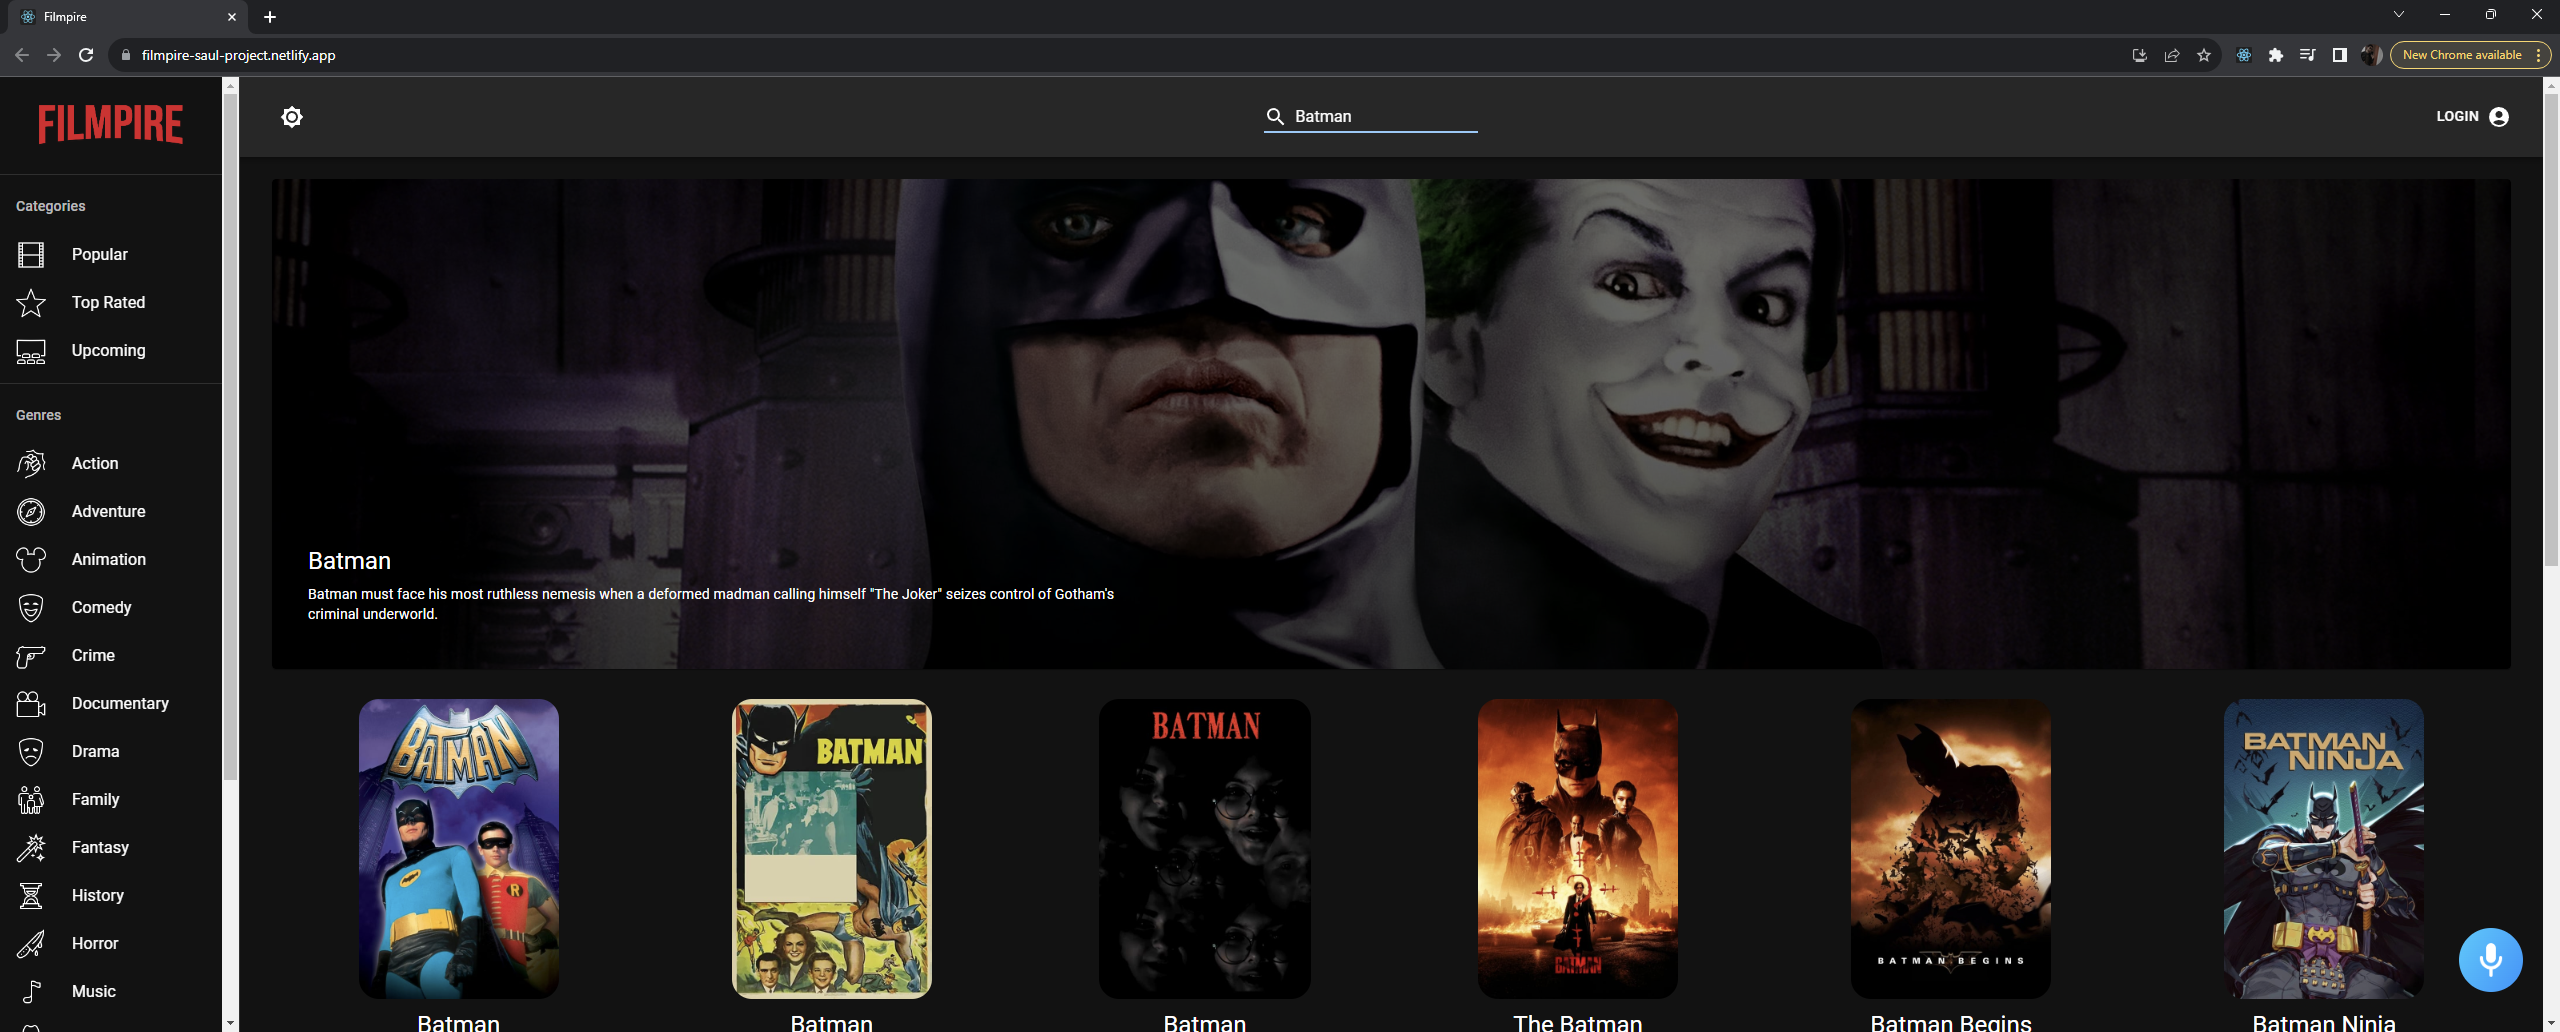 Filmpire
filmpire-saul-project.netlify.app
New Chrome available
FILMPIRE
Batman
LOGIN
Categories
Popular
Top Rated
Upcoming
Genres
Action
Adventure
Animation
Comedy
Crime
Documentary
Drama
Family
Fantasy
History
Horror
Music
Batman
Batman must face his most ruthless nemesis when a deformed madman calling himself "The Joker" seizes control of Gotham's
criminal underworld.
BATMAN
R
BATMAN
BATMAN
BATMAN
BATMAN BEGINS
BATMAN
NINJA
Batman
Batman
Batman
The Batman
Batman Begins
Batman Ninja